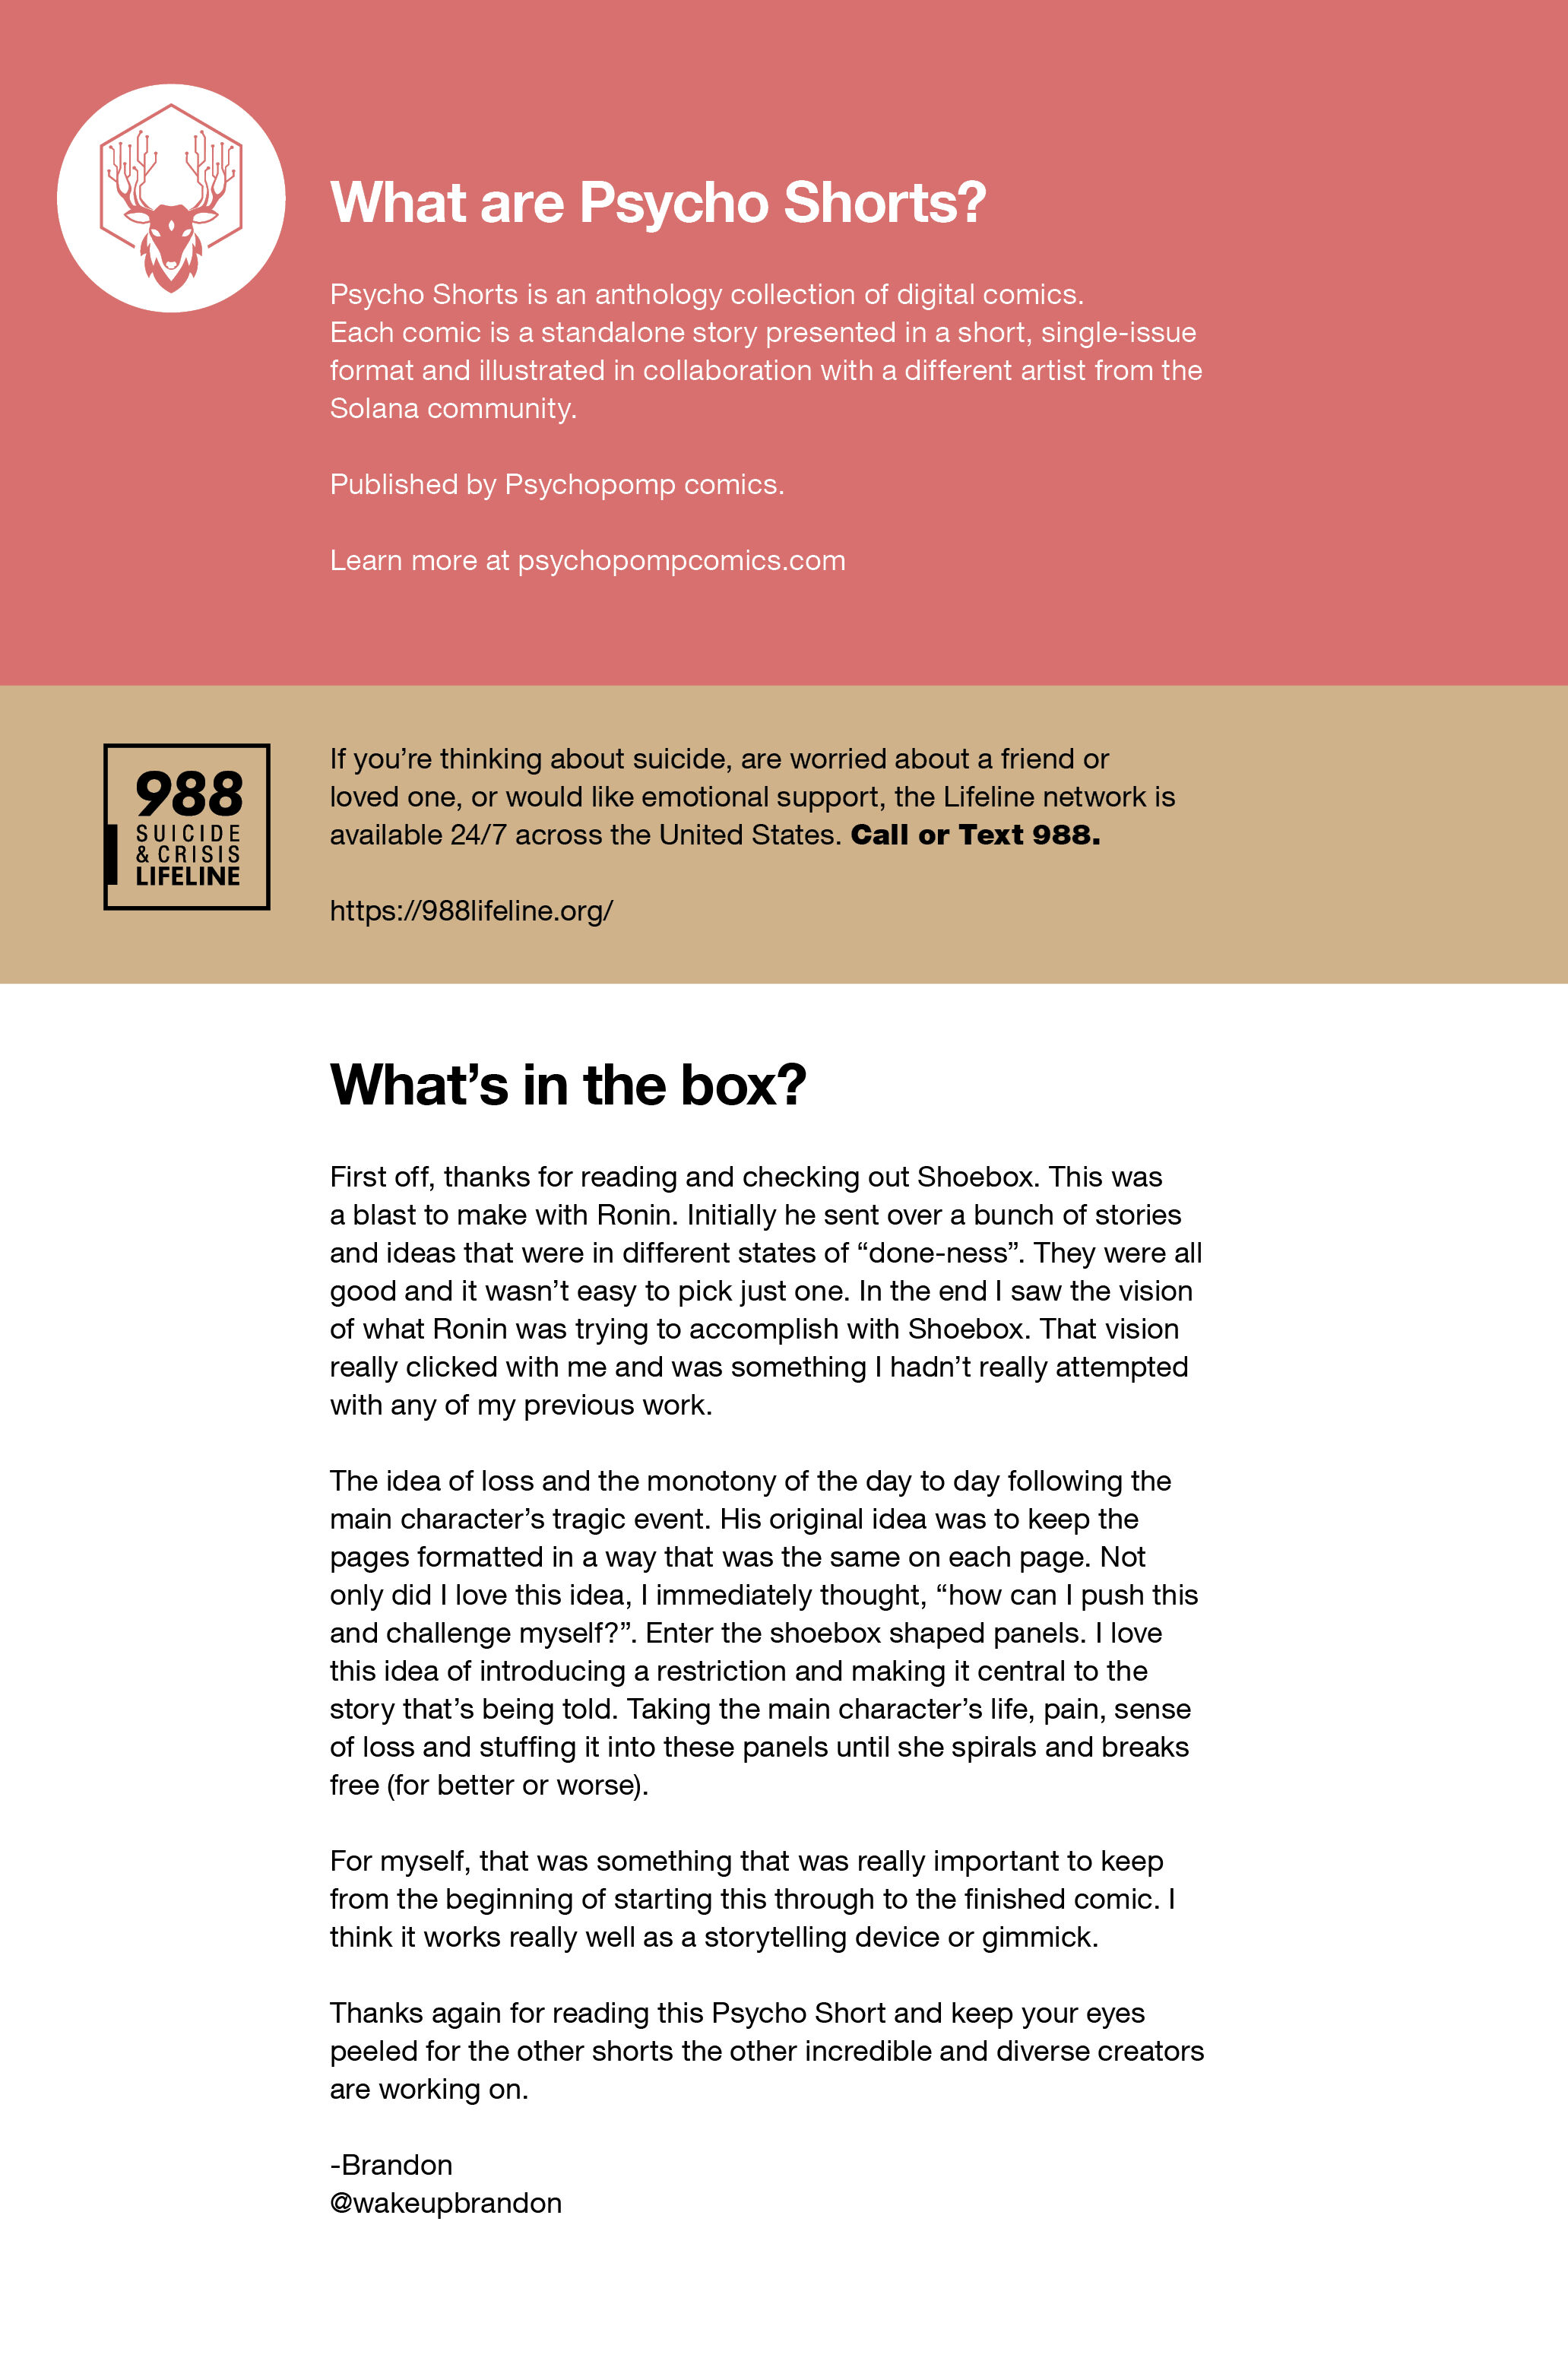 What are Psycho Shorts?
Psycho Shorts is an anthology collection of digital comics.
Each comic is a standalone story presented in a short, single-issue
format and illustrated in collaboration with a different artist from the
Solana community.
Published by Psychopomp comics.
Learn more at psychopompcomics.com
988
SUICIDE
& CRISIS
LIFELINE
If you’re thinking about suicide, are worried about a friend or
loved one, or would like emotional support, the Lifeline network is
available 24/7 across the United States. Call or Text 988.
https://988lifeline.org/
What’s in the box?
First off, thanks for reading and checking out Shoebox. This was
a blast to make with Ronin. Initially he sent over a bunch of stories
and ideas that were in different states of “done-ness”. They were all
good and it wasn’t easy to pick just one. In the end I saw the vision
of what Ronin was trying to accomplish with Shoebox. That vision
really clicked with me and was something I hadn’t really attempted
with any of my previous work.
The idea of loss and the monotony of the day to day following the
main character’s tragic event. His original idea was to keep the
pages formatted in a way that was the same on each page. Not
only did I love this idea, I immediately thought, “how can I push this
and challenge myself?”. Enter the shoebox shaped panels. I love
this idea of introducing a restriction and making it central to the
story that’s being told. Taking the main character’s life, pain, sense
of loss and stuffing it into these panels until she spirals and breaks
free (for better or worse).
For myself, that was something that was really important to keep
from the beginning of starting this through to the finished comic. I
think it works really well as a storytelling device or gimmick.
Thanks again for reading this Psycho Short and keep your eyes
peeled for the other shorts the other incredible and diverse creators
are working on.
-Brandon
@wakeupbrandon